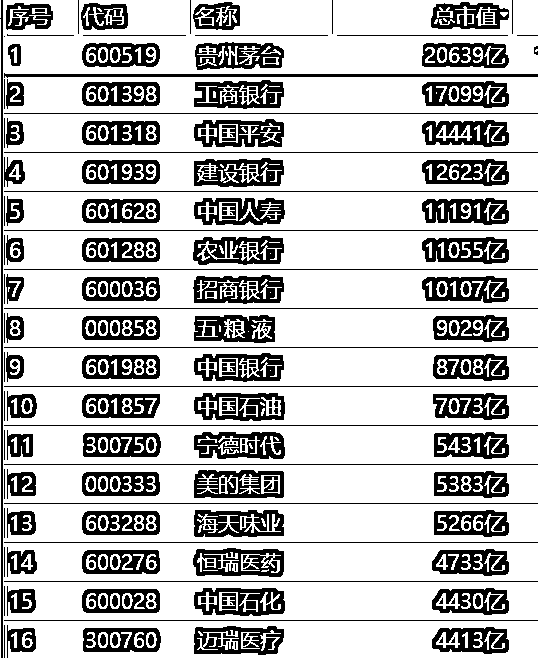 序号 代码 名称 总市值
1 600519 贵州茅台 20639亿
2 601398 工商银行 17099亿
3 601318 中国平安 14441亿
4 601939 建设银行 12623亿
5 601628 中国人寿 11191亿
6 601288 农业银行 11055亿
7 600036 招商银行 10107亿
8 000858 五 粮 液 9029亿
9 601988 中国银行 8708亿
10 601857 中国石油 7073亿
11 300750 宁德时代 5431亿
12 000333 美的集团 5383亿
13 603288 海天味业 5266亿
14 600276 恒瑞医药 4733亿
15 600028 中国石化 4430亿
16 300760 迈瑞医疗 4413亿